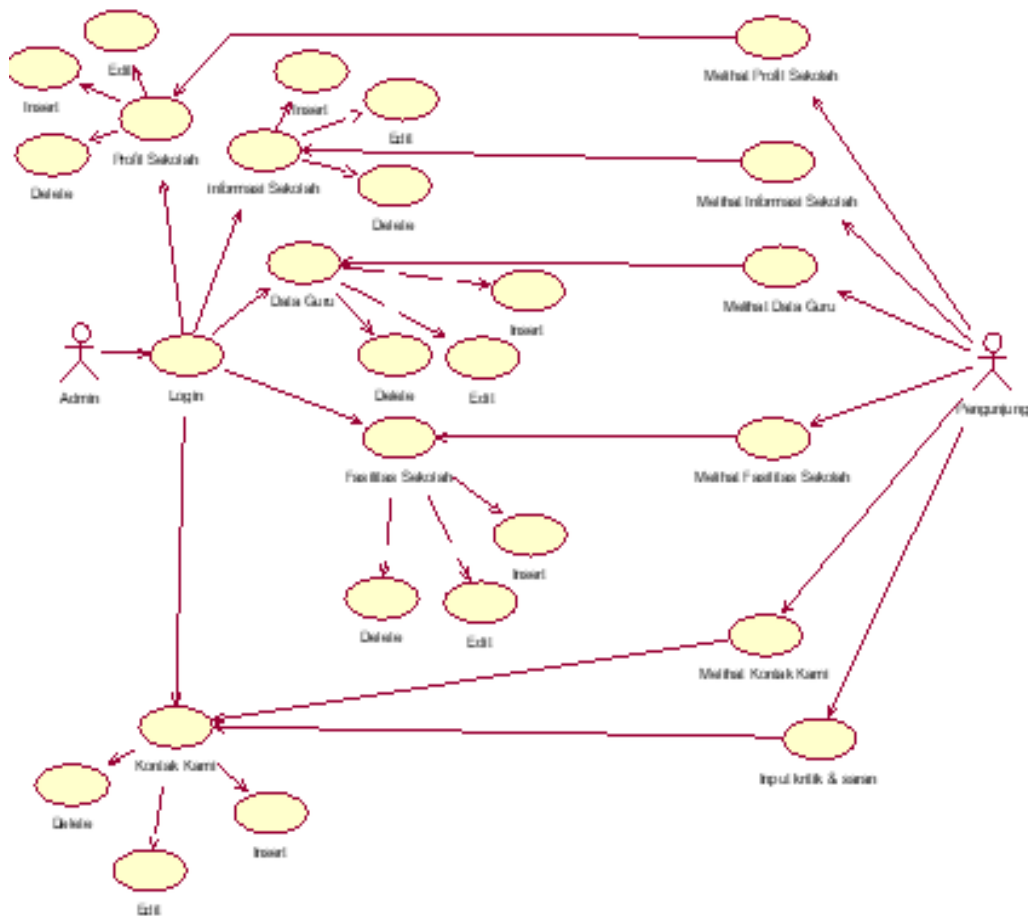 Edit
Melihat Profil Sekolah
Insert
Insert
Edit
Profil Sekolah
Delete
Informasi Sekolah
Melihat Informasi Sekolah
Delete
Data Guru
Melihat Data Guru
Insert
Admin
Login
Delete
Edit
Pengunjung
Fasilitas Sekolah
Melihat Fasilitas Sekolah
Insert
Delete
Edit
Melihat Kontak Kami
Kontak Kami
Input kritik & saran
Delete
Insert
Edit